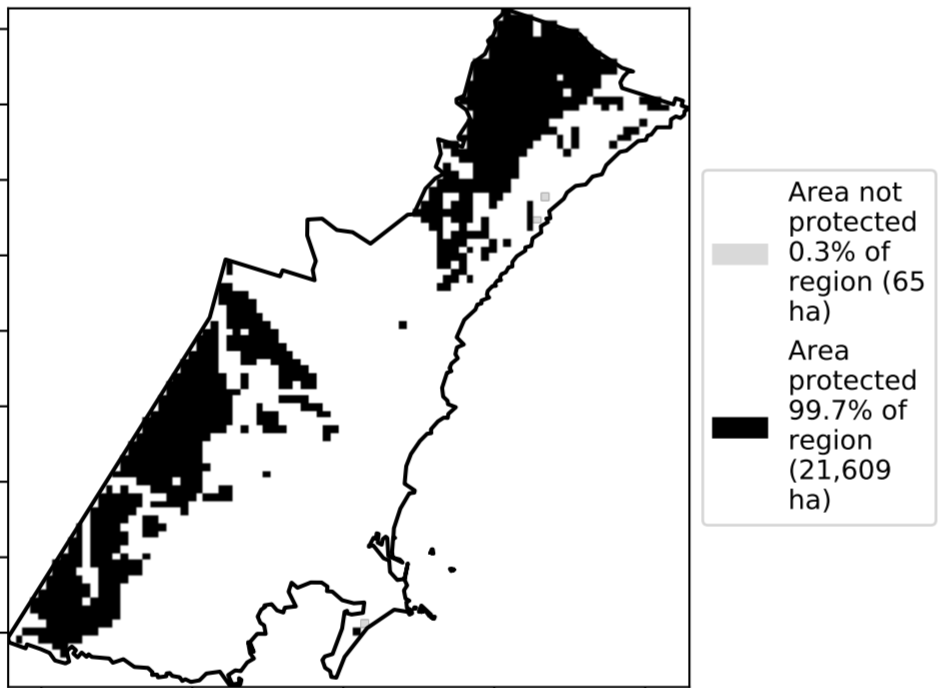 Area not
protected
0.3% of
region (65
ha)
Area
protected
99.7% of
region
(21,609
ha)